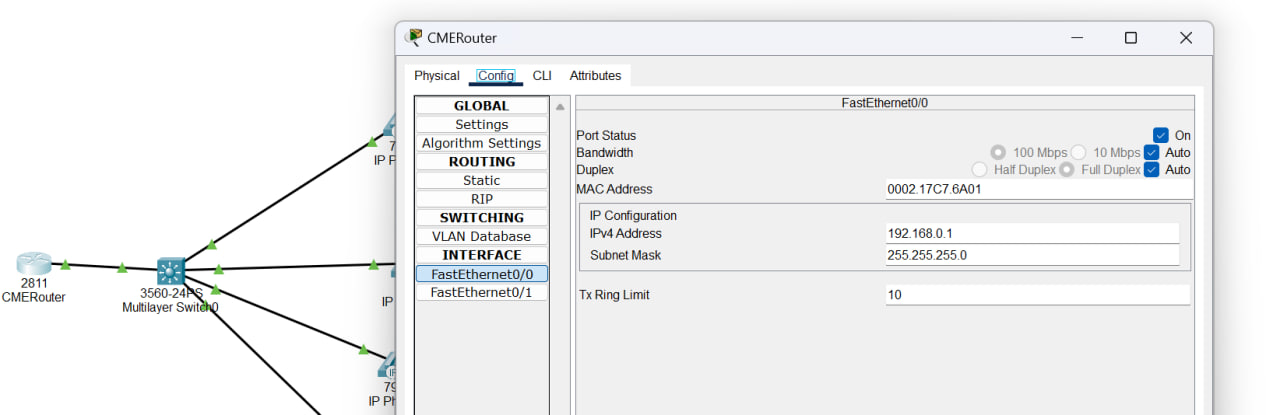 CMERouter
Physical Config CLI Attributes
GLOBAL
Settings
Algorithm Settings
ROUTING
Static
RIP
SWITCHING
VLAN Database
INTERFACE
FastEthernet0/0
FastEthernet0/1
FastEthernet0/0
Port Status On
Bandwidth 100 Mbps 10 Mbps Auto
Duplex Half Duplex Full Duplex Auto
MAC Address 0002.17C7.6A01
IP Configuration
IPv4 Address 192.168.0.1
Subnet Mask 255.255.255.0
Tx Ring Limit 10
2811
CMERouter
3560-24PS
Multilayer Switch0
7
IP P
IP
79
IP Ph